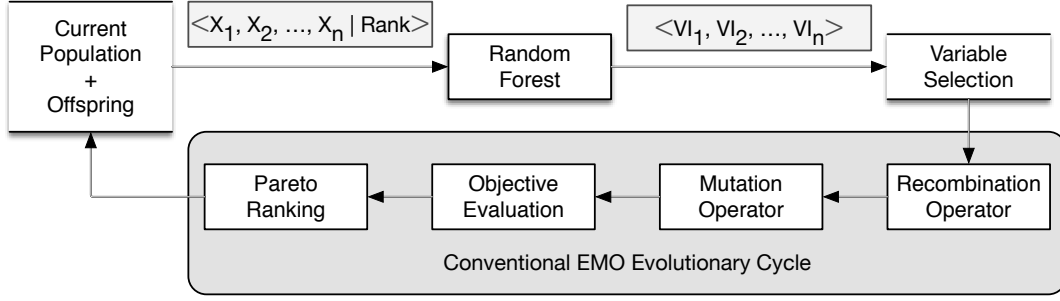 Current
Population
+
Offspring
<X1, X2, ..., Xn | Rank>
Random
Forest
<VI1, VI2, ..., VIn>
Variable
Selection
Pareto
Ranking
Objective
Evaluation
Mutation
Operator
Recombination
Operator
Conventional EMO Evolutionary Cycle